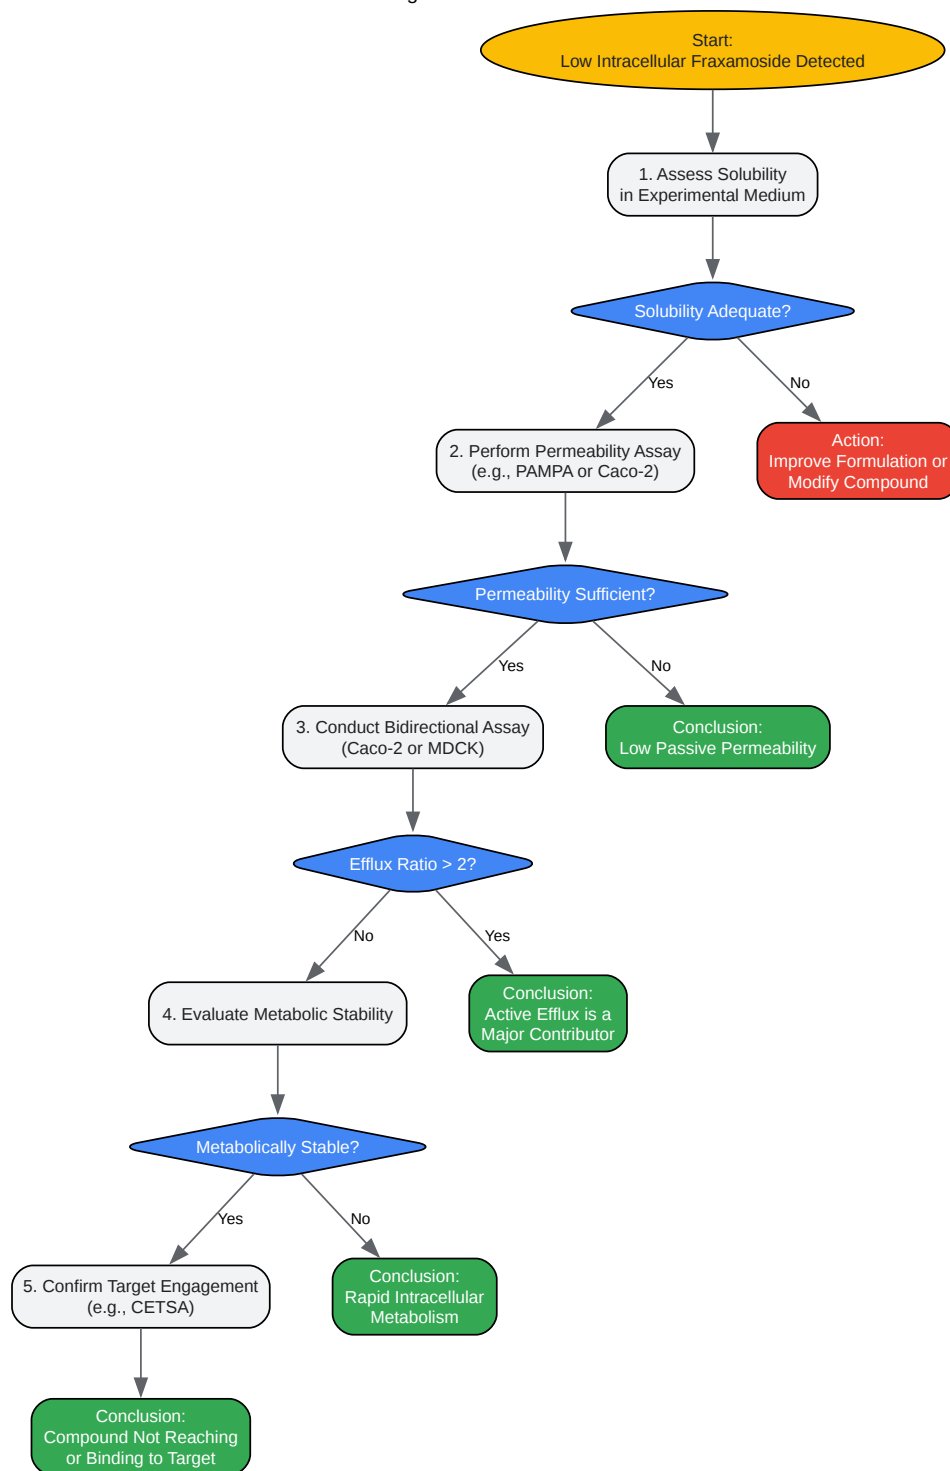 Start:
Low Intracellular Fraxamoside Detected
1. Assess Solubility
in Experimental Medium
Solubility Adequate?
Yes
No
2. Perform Permeability Assay
(e.g., PAMPA or Caco-2)
Action:
Improve Formulation or
Modify Compound
Permeability Sufficient?
Yes
No
3. Conduct Bidirectional Assay
(Caco-2 or MDCK)
Conclusion:
Low Passive Permeability
Efflux Ratio > 2?
No
Yes
4. Evaluate Metabolic Stability
Conclusion:
Active Efflux is a
Major Contributor
Metabolically Stable?
Yes
No
5. Confirm Target Engagement
(e.g., CETSA)
Conclusion:
Rapid Intracellular
Metabolism
Conclusion:
Compound Not Reaching
or Binding to Target